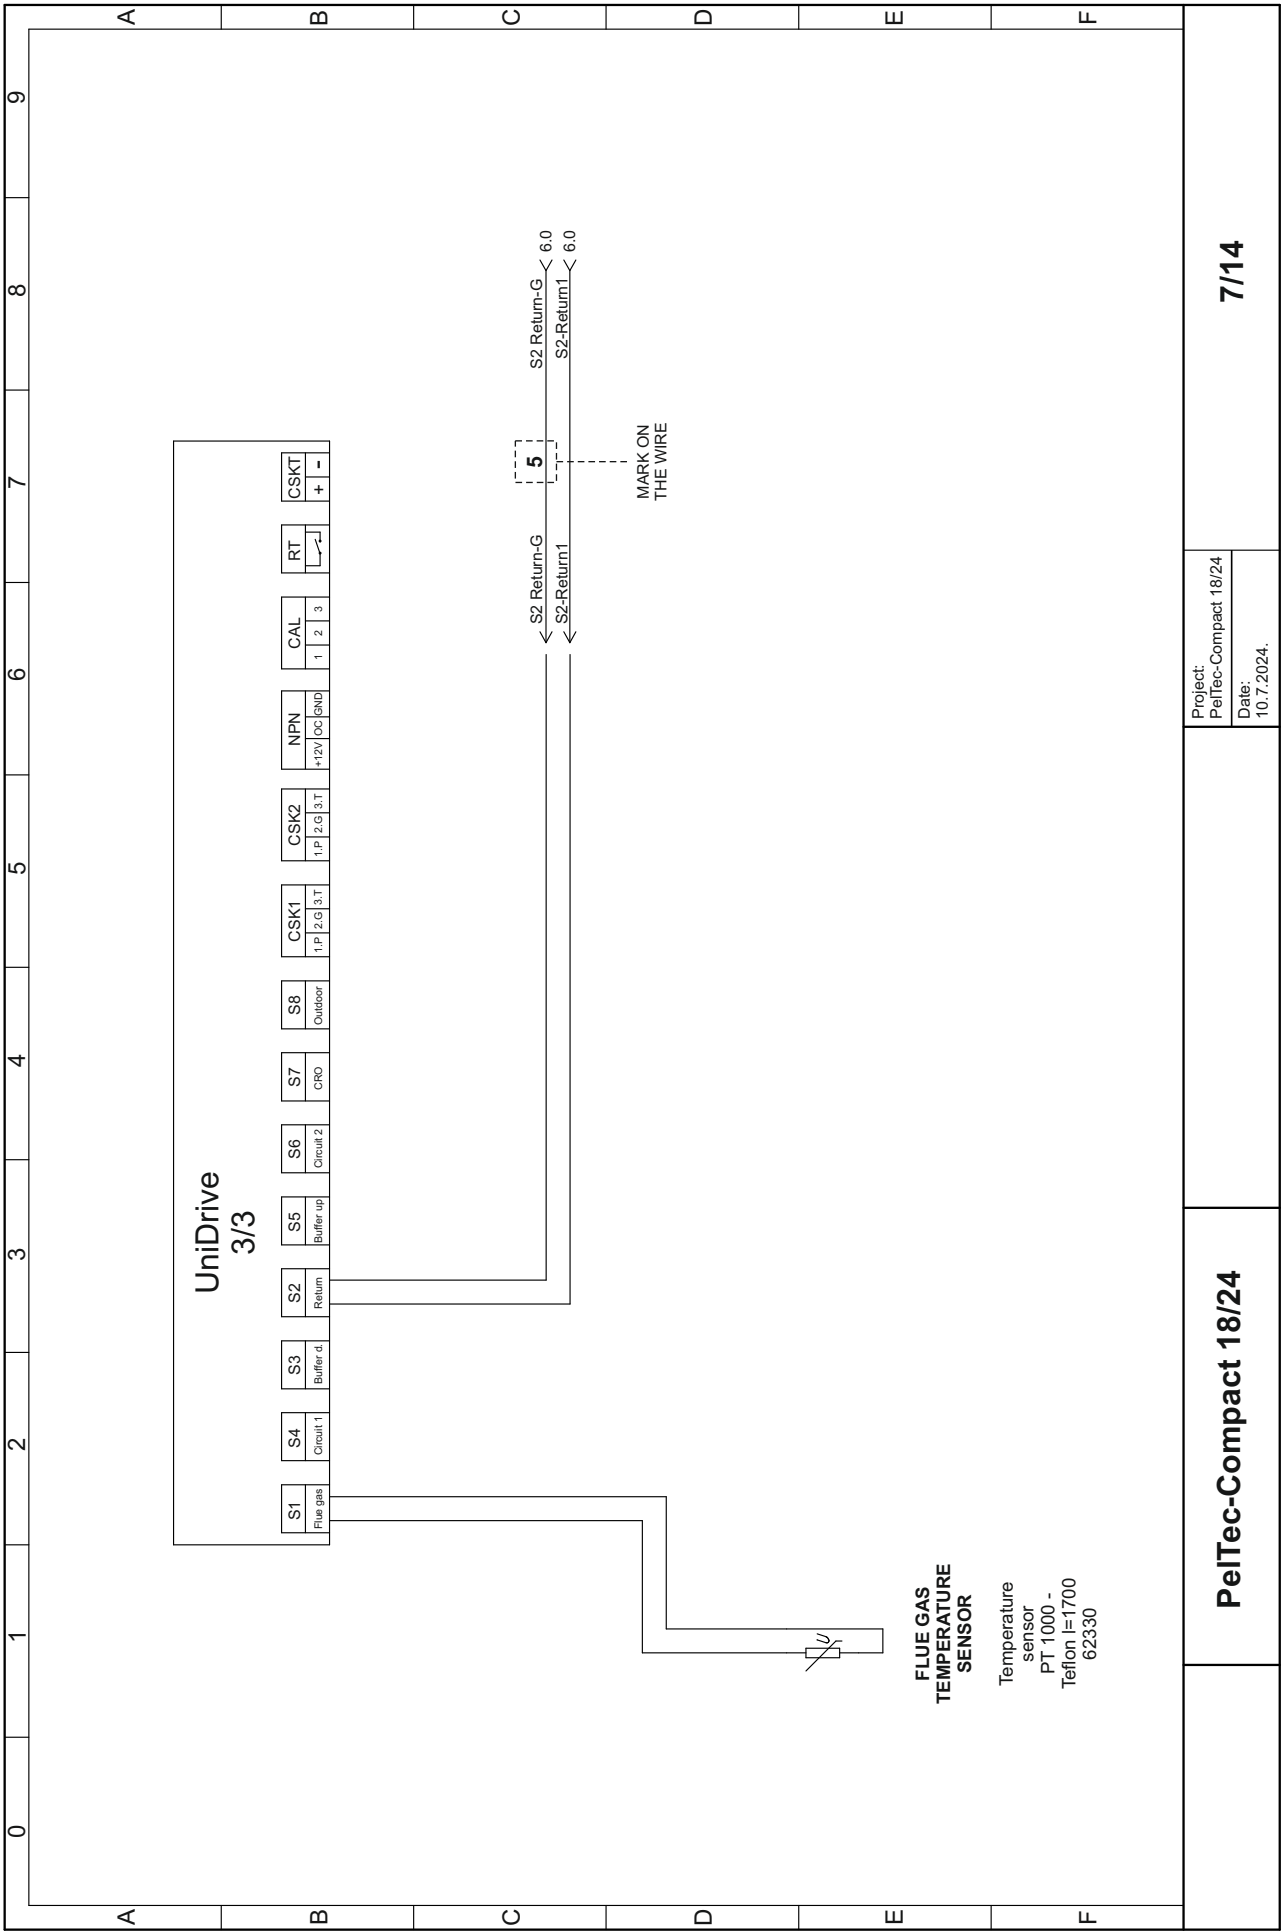 0 1 2 3 4 5 6 7 8 9
A A
B B
C C
D D
E E
F F
UniDrive
3/3
S1 S4 S3 S2 S5 S6 S7 S8 CSK1 CSK2 NPN CAL RT CSKT
Flue gas Circuit 1 Buffer d. Return Buffer up Circuit 2 CRO Outdoor 1.P 2.G 3.T 1.P 2.G 3.T +12V OC GND 1 2 3 + -
S2 Return-G 5 S2 Return-G 6.0
S2-Return1 S2-Return1 6.0
MARK ON
THE WIRE
U
FLUE GAS
TEMPERATURE
SENSOR
Temperature
sensor
PT 1000 -
Teflon l=1700
62330
PelTec-Compact 18/24
Project:
PelTec-Compact 18/24
Date:
10.7.2024.
7/14